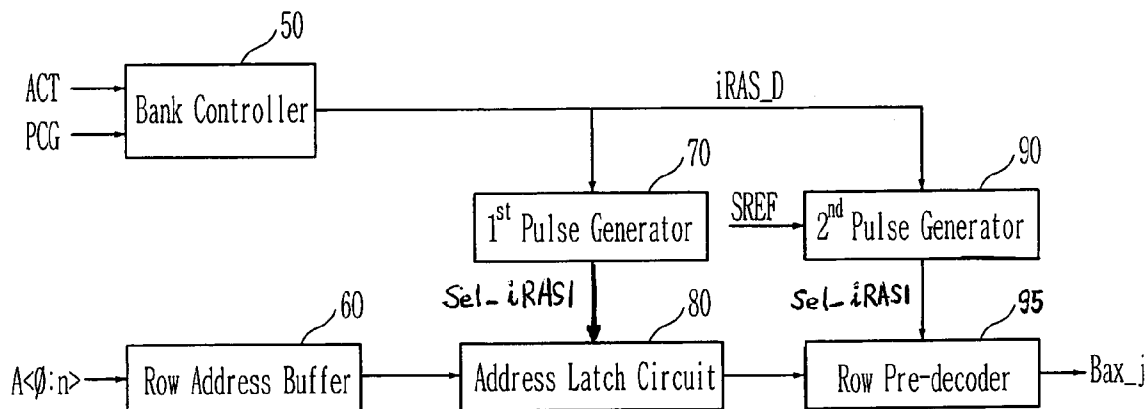 50
ACT
PCG
Bank Controller
iRAS_D
70
90
1st Pulse Generator
SREF
2nd Pulse Generator
Sel_iRAS1
Sel_iRAS1
60
80
95
A<Ø:n>
Row Address Buffer
Address Latch Circuit
Row Pre-decoder
Bax_j